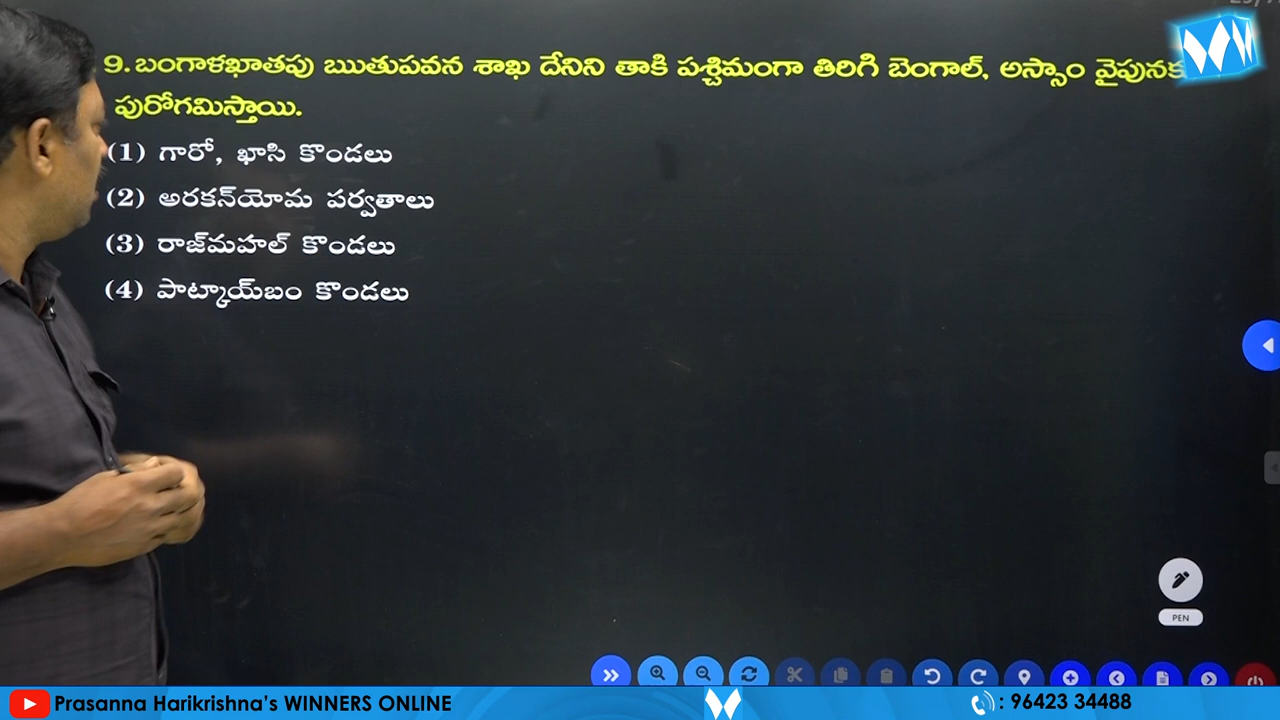 9. బంగాళఖాతపు ఋతుపవన శాఖ దేనిని తాకి పశ్చిమంగా తిరిగి బెంగాల్, అస్సాం వైపునకు
పురోగమిస్తాయి.
(1) గారో, ఖాసి కొండలు
(2) అరకన్‌యోమ పర్వతాలు
(3) రాజ్‌మహల్ కొండలు
(4) పాట్కాయ్‌బం కొండలు
PEN
Prasanna Harikrishna's WINNERS ONLINE
: 96423 34488